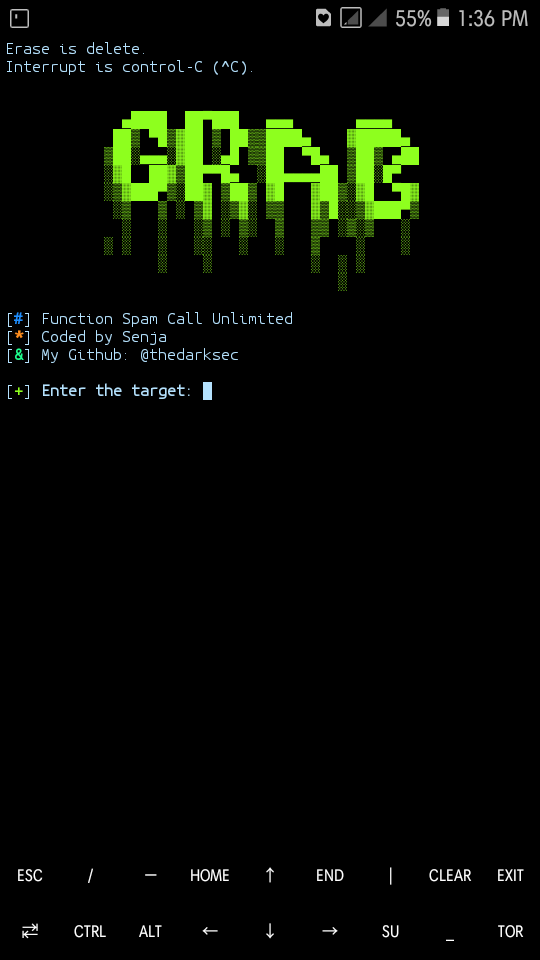 55% 1:36 PM
Erase is delete.
Interrupt is control-C (^C).
GRAB
[#] Function Spam Call Unlimited
[*] Coded by Senja
[&] My Github: @thedarksec
[+] Enter the target:
ESC / — HOME ↑ END | CLEAR EXIT
⇄ CTRL ALT ← ↓ → SU _ TOR